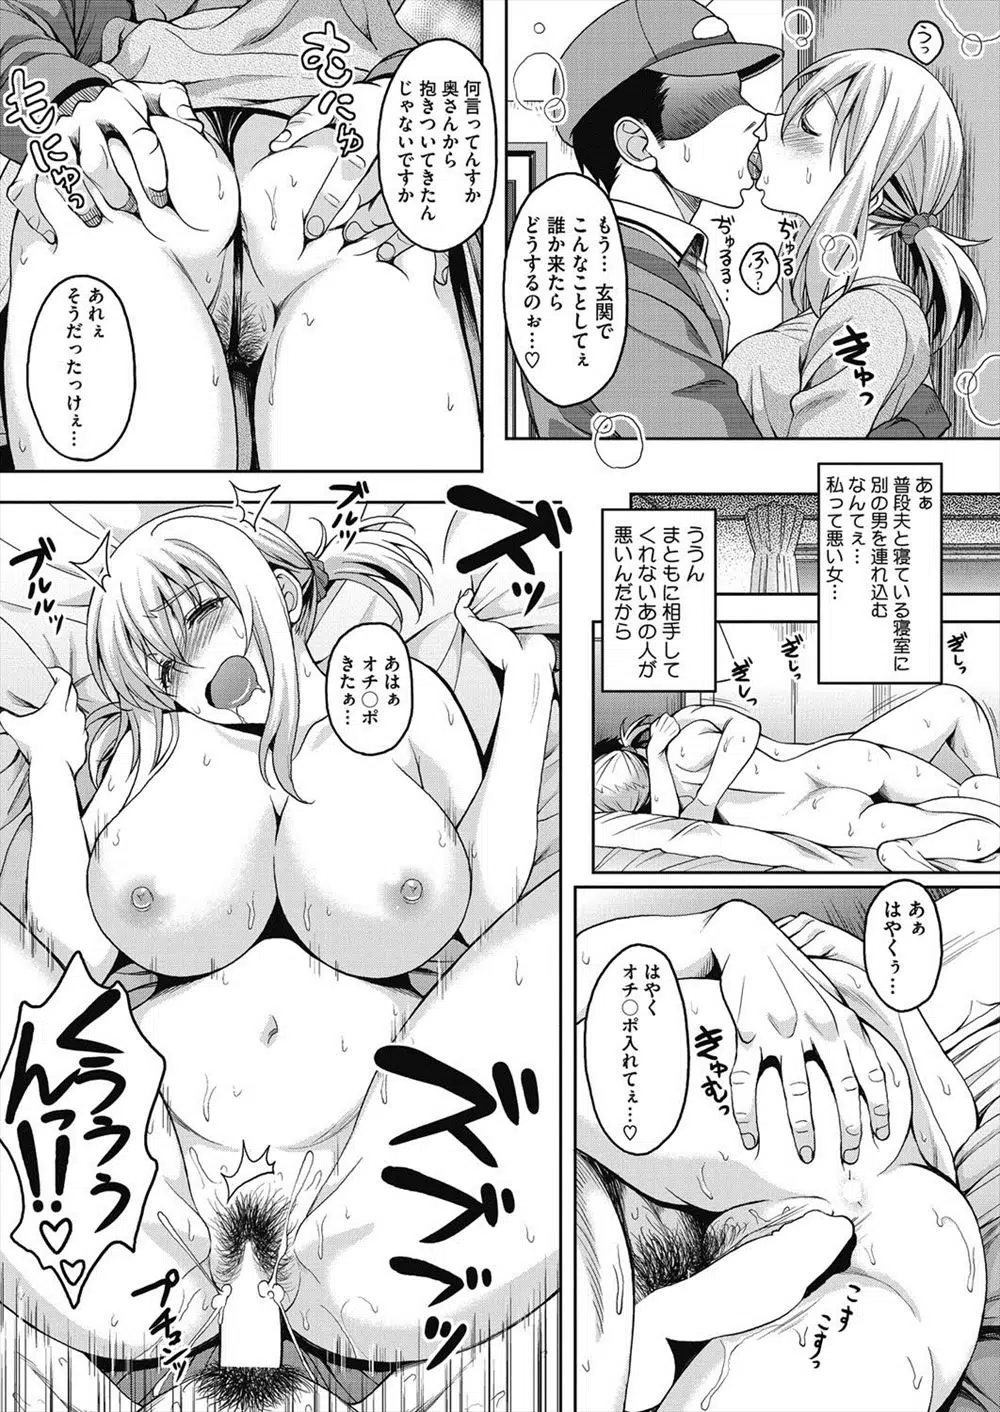 うっ
ぢゅるる
ふっ…
ぢゅるる…
きゅっ
もう…玄関で
こんなことしてぇ
誰か来たら
どうするのぉ…♡
何言ってんすか
奥さんから
抱きついてきたん
じゃないですか
むにゅっ
もにゅっ
あれぇ
そうだったっけぇ…
あぁ
普段夫と寝ている寝室に
別の男を連れ込む
なんてぇ…
私って悪い女…
ううん
まともに相手して
くれないあの人が
悪いんだから
ぎしっ
ぎし…
ぎしっ
あぁ
はやくぅ…
はやく
オチ〇ポ入れてぇ…♡
きゅむっ
こす
こすっ
ズッ
ブルルッ
ブルルッ
あはぁ
オチ〇ポ
きたぁ…
ズズズッ
くううぅ
んっ!!♡♡
プチュンッ